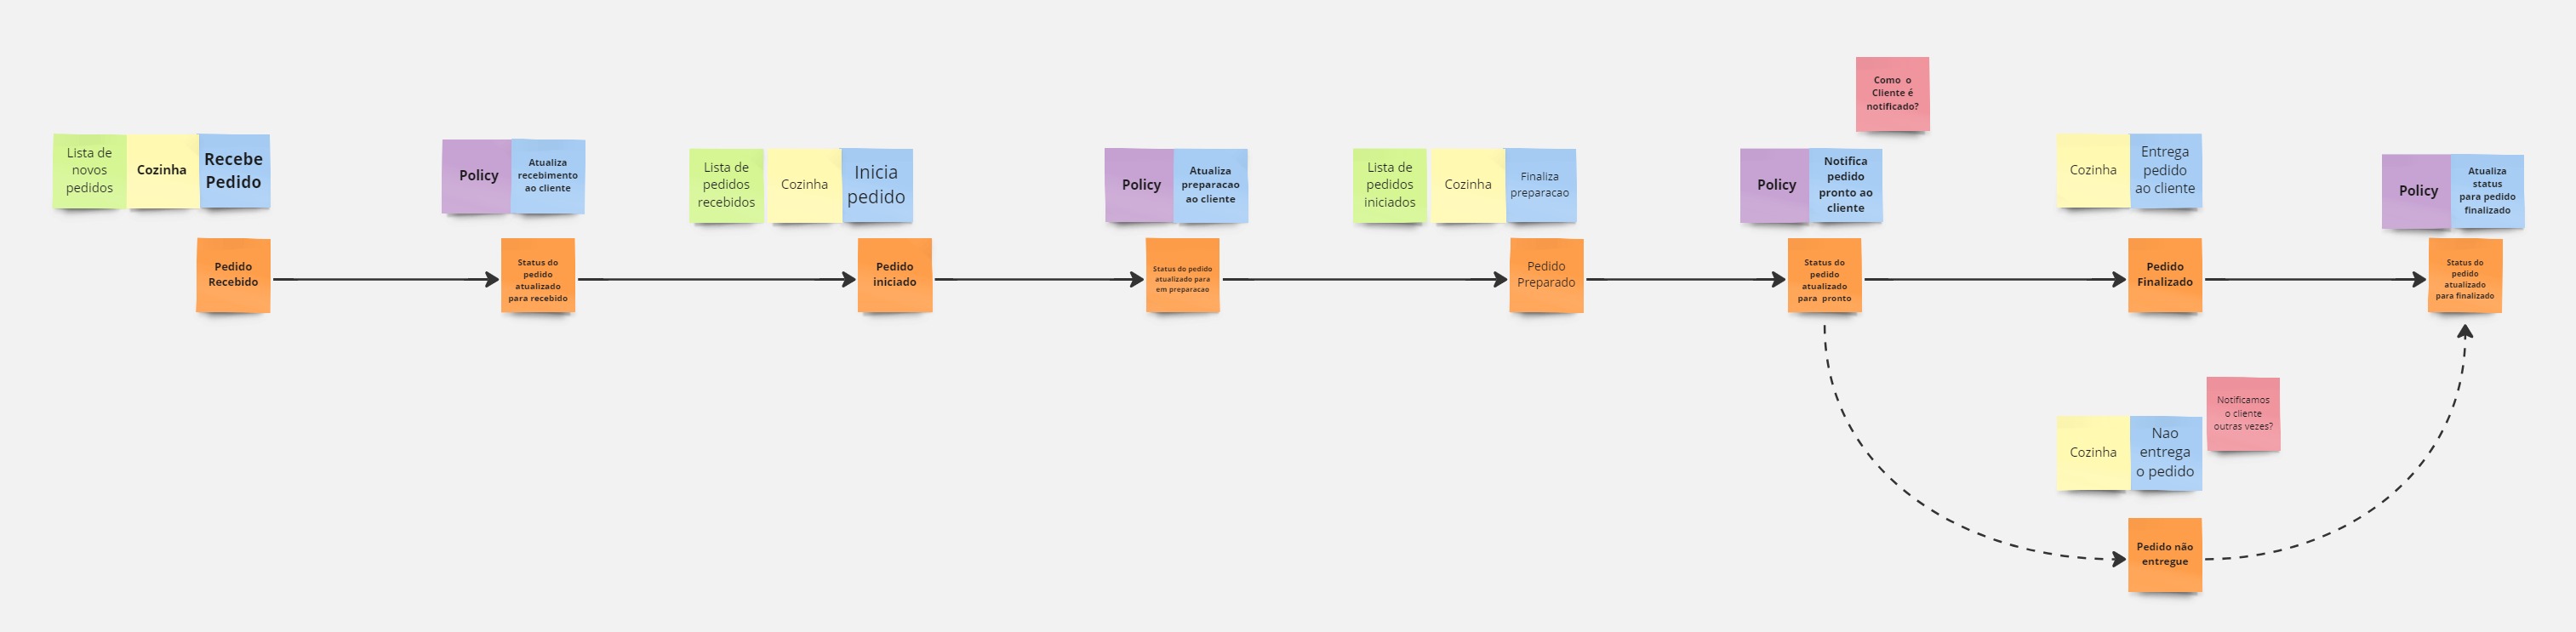 Como o
Cliente é
notificado?
Lista de
novos
pedidos
Cozinha
Recebe
Pedido
Policy
Atualiza
recebimento
ao cliente
Lista de
pedidos
recebidos
Cozinha
Inicia
pedido
Policy
Atualiza
preparacao
ao cliente
Lista de
pedidos
iniciados
Cozinha
Finaliza
preparacao
Policy
Notifica
pedido
pronto ao
cliente
Cozinha
Entrega
pedido
ao cliente
Policy
Atualiza
status
para pedido
finalizado
Pedido
Recebido
Status do
pedido
atualizado
para recebido
Pedido
iniciado
Status do pedido
atualizado para
em preparacao
Pedido
Preparado
Status do
pedido
atualizado
para pronto
Pedido
Finalizado
Status do
pedido
atualizado
para finalizado
Notificamos
o cliente
outras vezes?
Cozinha
Nao
entrega
o pedido
Pedido não
entregue